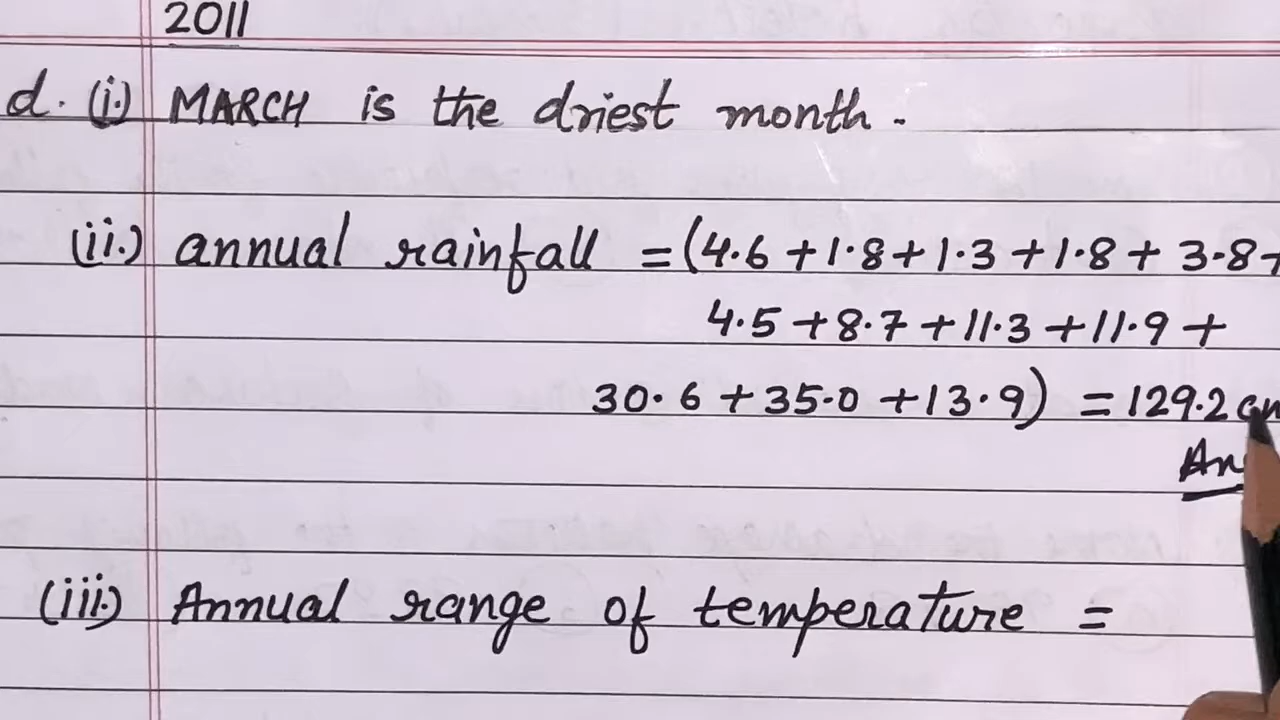 2011
d. (i.) MARCH is the driest month.
(ii.) annual rainfall = (4.6 + 1.8 + 1.3 + 1.8 + 3.8 +
4.5 + 8.7 + 11.3 + 11.9 +
30.6 + 35.0 + 13.9) = 129.2 cm
An
(iii.) Annual range of temperature =